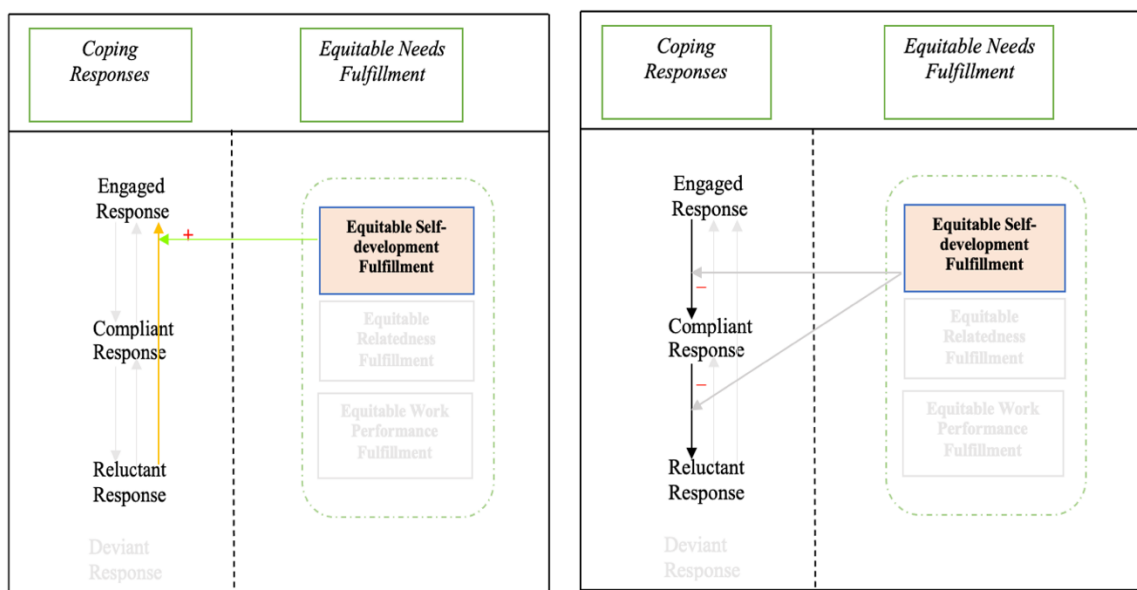 Coping
Responses
Equitable Needs
Fulfillment
Engaged
Response
+
Equitable Self-
development
Fulfillment
Compliant
Response
Equitable
Relatedness
Fulfillment
Equitable Work
Performance
Fulfillment
Reluctant
Response
Deviant
Response
Coping
Responses
Equitable Needs
Fulfillment
Engaged
Response
Equitable Self-
development
Fulfillment
–
Compliant
Response
Equitable
Relatedness
Fulfillment
–
Equitable Work
Performance
Fulfillment
Reluctant
Response
Deviant
Response